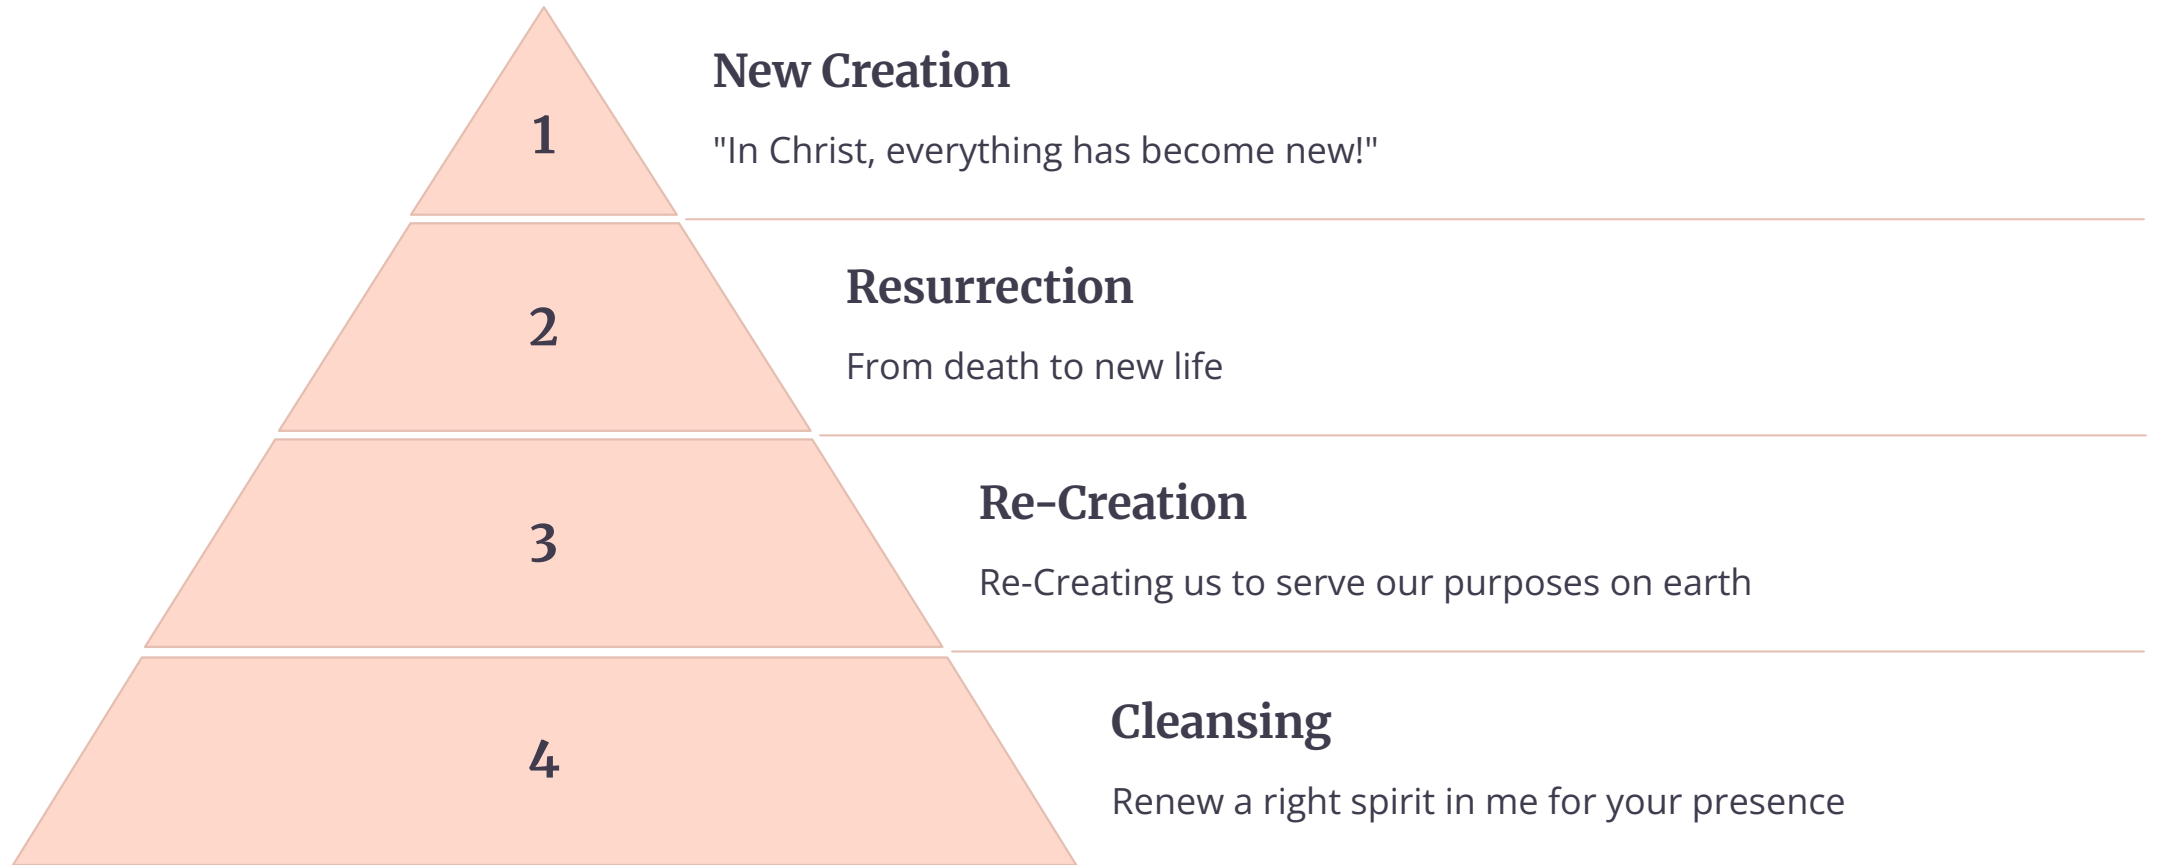 1
New Creation
"In Christ, everything has become new!"
2
Resurrection
From death to new life
3
Re-Creation
Re-Creating us to serve our purposes on earth
4
Cleansing
Renew a right spirit in me for your presence